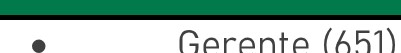 • Gerente (651)